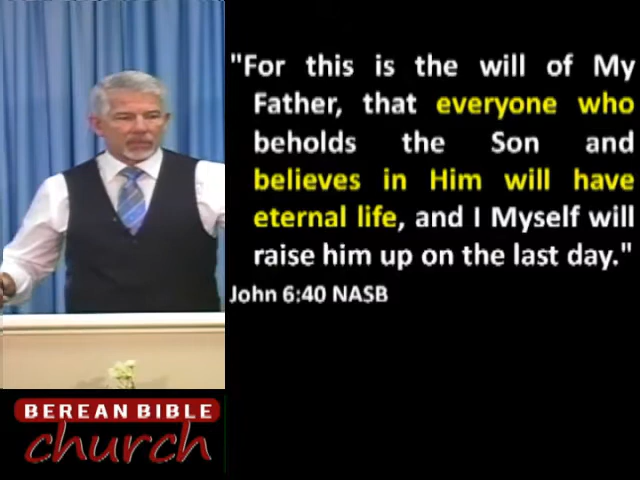 "For this is the will of My
Father, that everyone who
beholds the Son and
believes in Him will have
eternal life, and I Myself will
raise him up on the last day."
John 6:40 NASB
BEREAN BIBLE
church